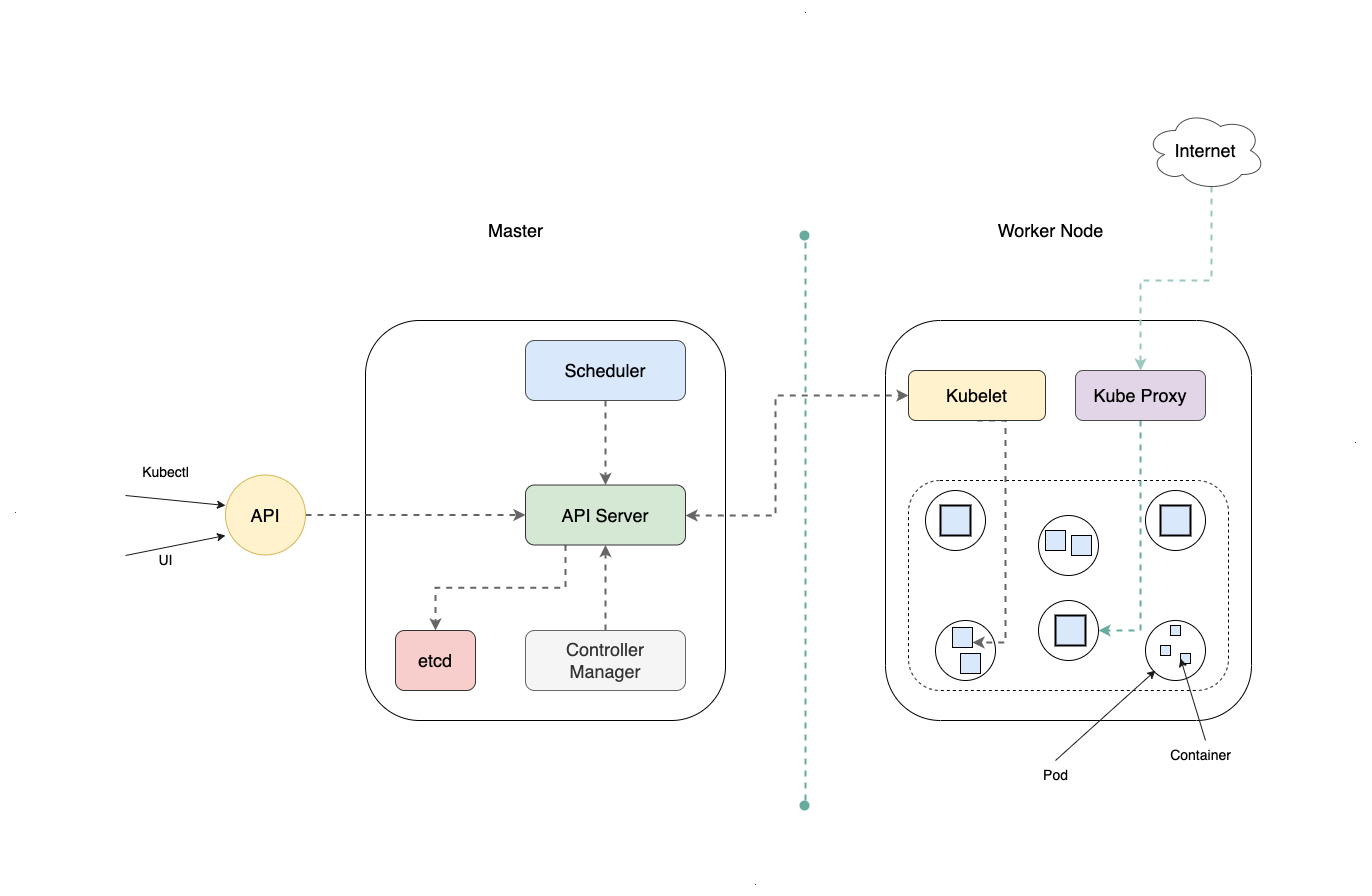 Internet
Master
Worker Node
Scheduler
Kubelet
Kube Proxy
Kubectl
API
API Server
UI
etcd
Controller
Manager
Container
Pod